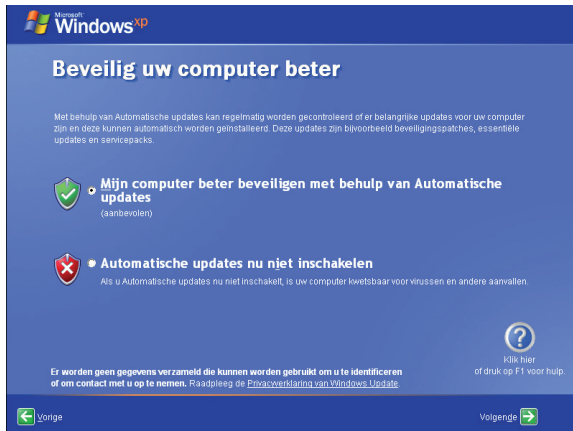 Microsoft
Windows xp
Beveilig uw computer beter
Met behulp van Automatische updates kan regelmatig worden gecontroleerd of er belangrijke updates voor uw computer
zijn en deze kunnen automatisch worden geïnstalleerd. Deze updates zijn bijvoorbeeld beveiligingspatches, essentiële
updates en servicepacks.
Mijn computer beter beveiligen met behulp van Automatische
updates
(aanbevolen)
Automatische updates nu niet inschakelen
Als u Automatische updates nu niet inschakelt, is uw computer kwetsbaar voor virussen en andere aanvallen.
Klik hier
of druk op F1 voor hulp.
Er worden geen gegevens verzameld die kunnen worden gebruikt om u te identificeren
of om contact met u op te nemen. Raadpleeg de Privacyverklaring van Windows Update.
Vorige
Volgende